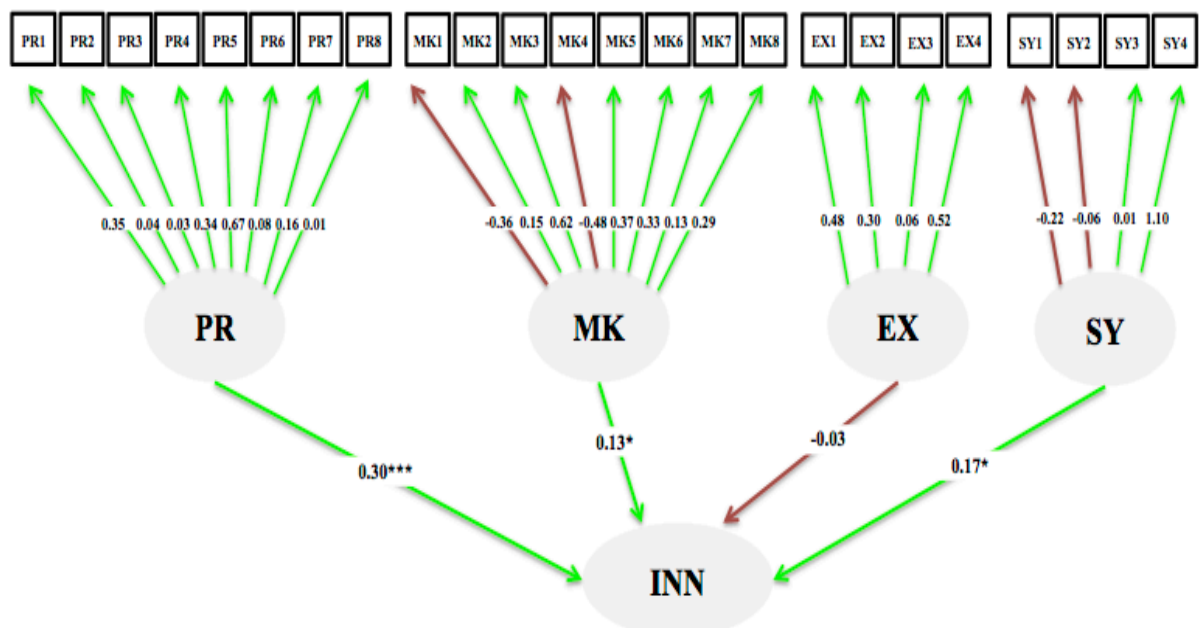 PR1 PR2 PR3 PR4 PR5 PR6 PR7 PR8 MK1 MK2 MK3 MK4 MK5 MK6 MK7 MK8 EX1 EX2 EX3 EX4 SY1 SY2 SY3 SY4
0.35 0.04 0.03 0.34 0.67 0.08 0.16 0.01 -0.36 0.15 0.62 -0.48 0.37 0.33 0.13 0.29 0.48 0.30 0.06 0.52 -0.22 -0.06 0.01 1.10
PR MK EX SY
0.30*** 0.13* -0.03 0.17*
INN